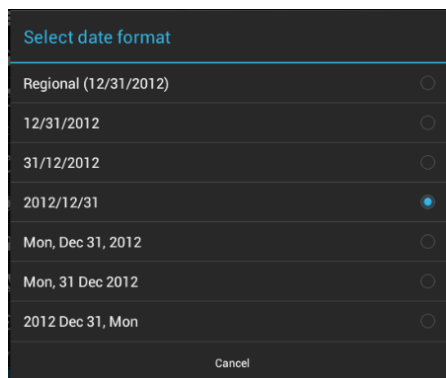 Select date format
Regional (12/31/2012)
12/31/2012
31/12/2012
2012/12/31
Mon, Dec 31, 2012
Mon, 31 Dec 2012
2012 Dec 31, Mon
Cancel